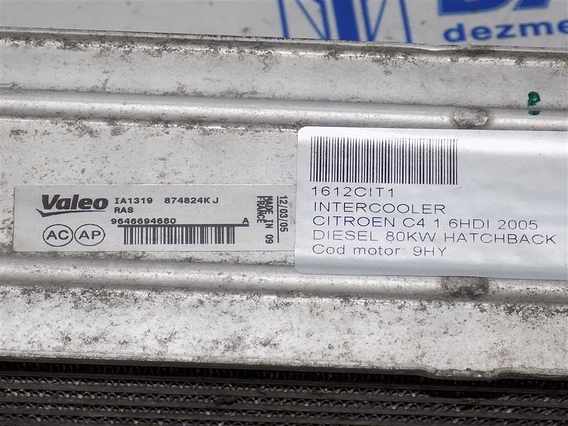 dezme
Valeo
IA1319 874824KJ
RAS
9646694680 A
AC AP
12/03/05
MADE IN 09
FRANCE
1612CIT1
INTERCOOLER
CITROEN C4 1 6HDI 2005
DIESEL 80KW HATCHBACK
Cod motor: 9HY